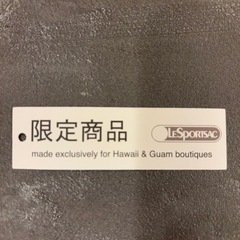 限定商品 LESPORTSAC
made exclusively for Hawaii & Guam boutiques